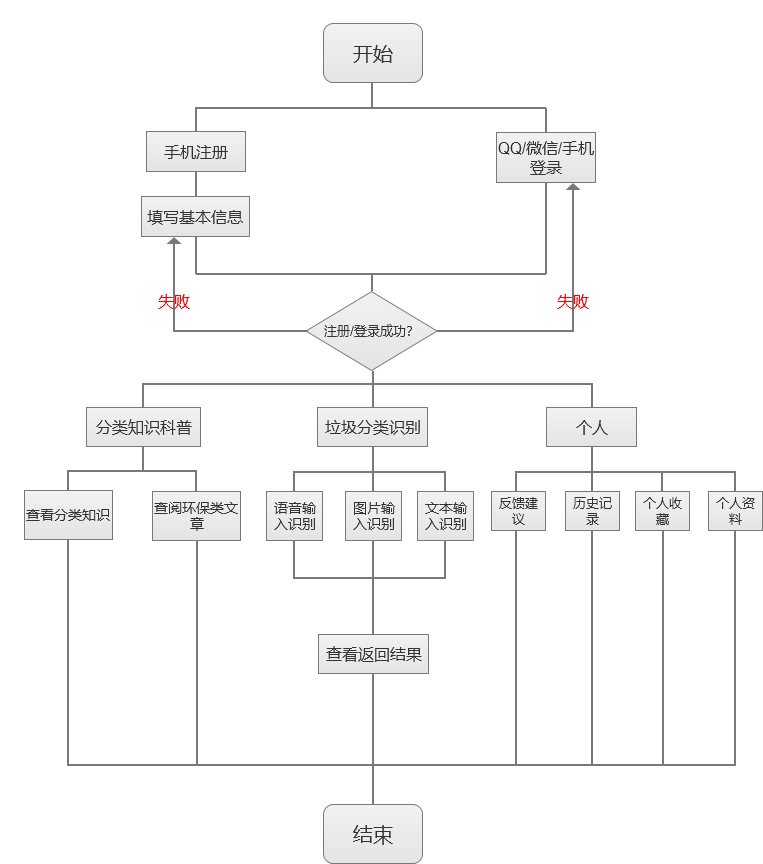 开始
手机注册
QQ/微信/手机
登录
填写基本信息
失败
失败
注册/登录成功?
分类知识科普
垃圾分类识别
个人
查看分类知识
查阅环保类文
章
语音输
入识别
图片输
入识别
文本输
入识别
反馈建
议
历史记
录
个人收
藏
个人资
料
查看返回结果
结束